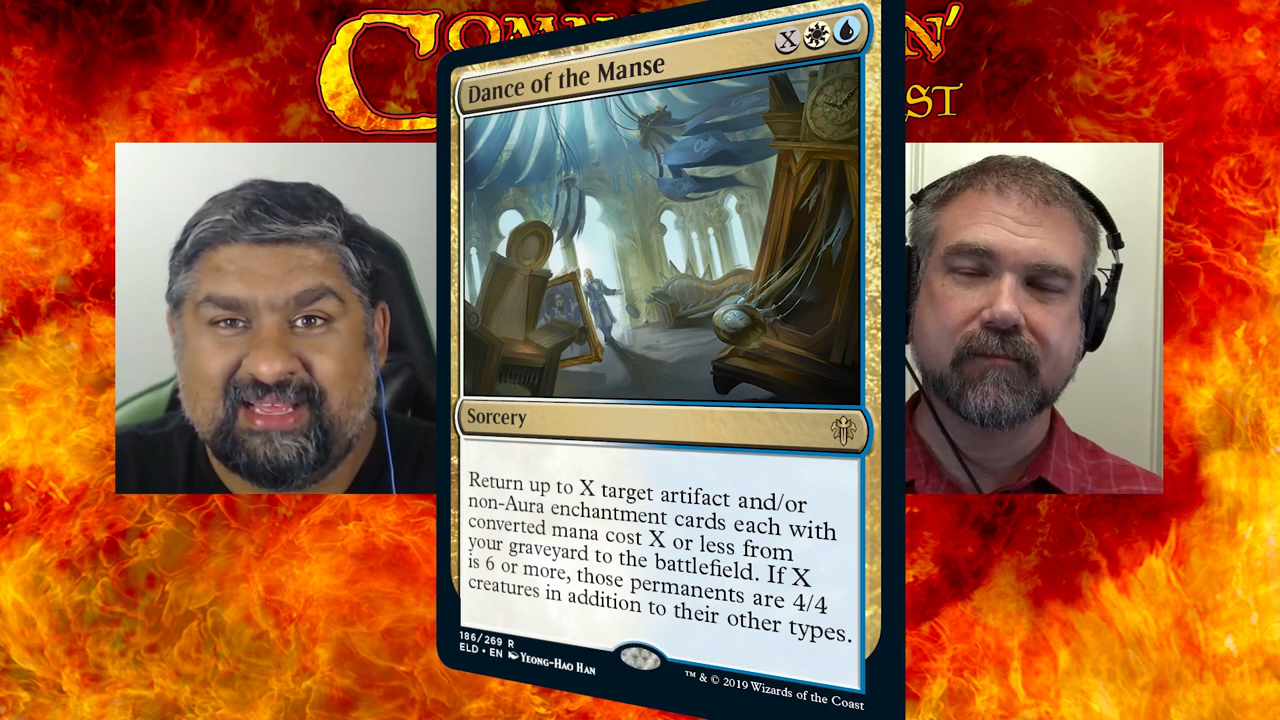 COMM
N'
ST
Dance of the Manse
X
Sorcery
Return up to X target artifact and/or
non-Aura enchantment cards each with
converted mana cost X or less from
your graveyard to the battlefield. If X
is 6 or more, those permanents are 4/4
creatures in addition to their other types.
186/269 R
ELD • EN Yeong-Hao Han
™ & © 2019 Wizards of the Coast